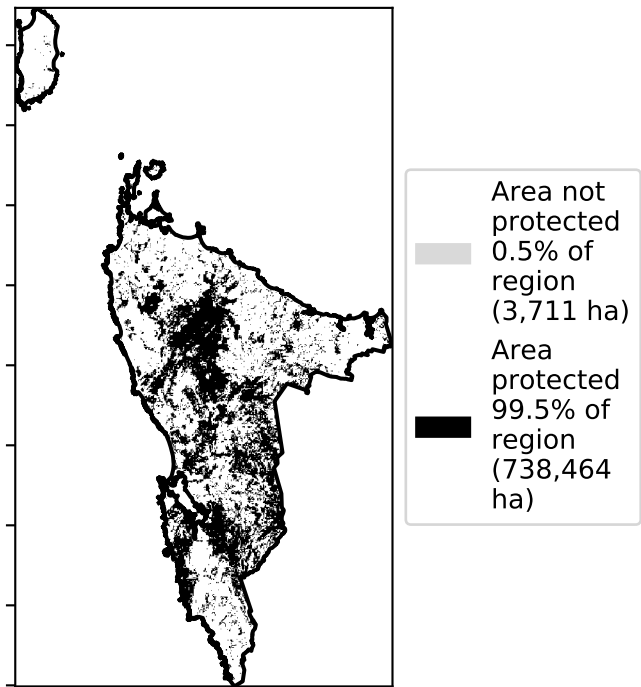 Area not
protected
0.5% of
region
(3,711 ha)
Area
protected
99.5% of
region
(738,464
ha)